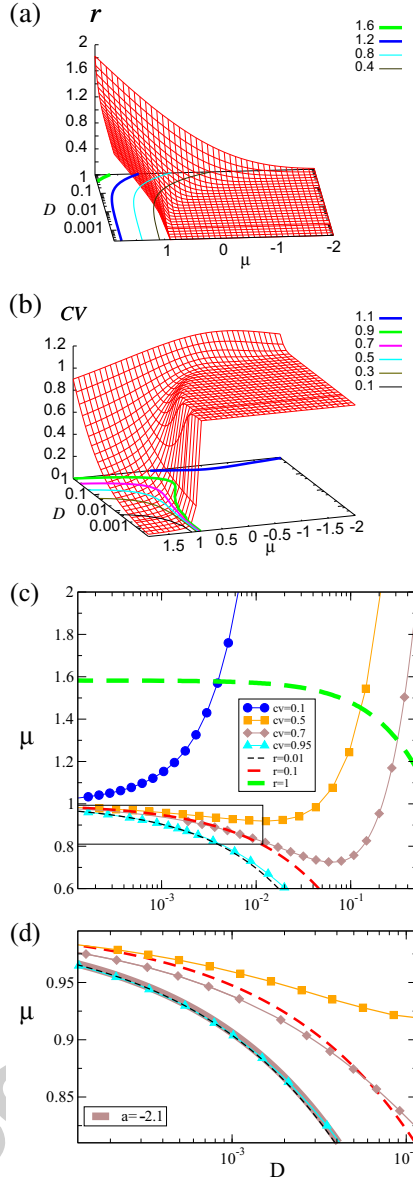 (a)
r
1.6
1.2
0.8
0.4
2
1.6
1.2
0.8
0.4
0
0.1
0.01
0.001
D
1
0
-1
-2
μ
(b)
CV
1.1
0.9
0.7
0.5
0.3
0.1
1.2
1
0.8
0.6
0.4
0.2
0
1
0.1
0.01
0.001
D
1.5
1
0.5
0
-0.5
-1
-1.5
-2
μ
(c)
2
1.8
1.6
1.4
1.2
1
0.8
0.6
μ
cv=0.1
cv=0.5
cv=0.7
cv=0.95
r=0.01
r=0.1
r=1
10⁻³
10⁻²
10⁻¹
(d)
0.95
0.9
0.85
μ
a=-2.1
10⁻³
D